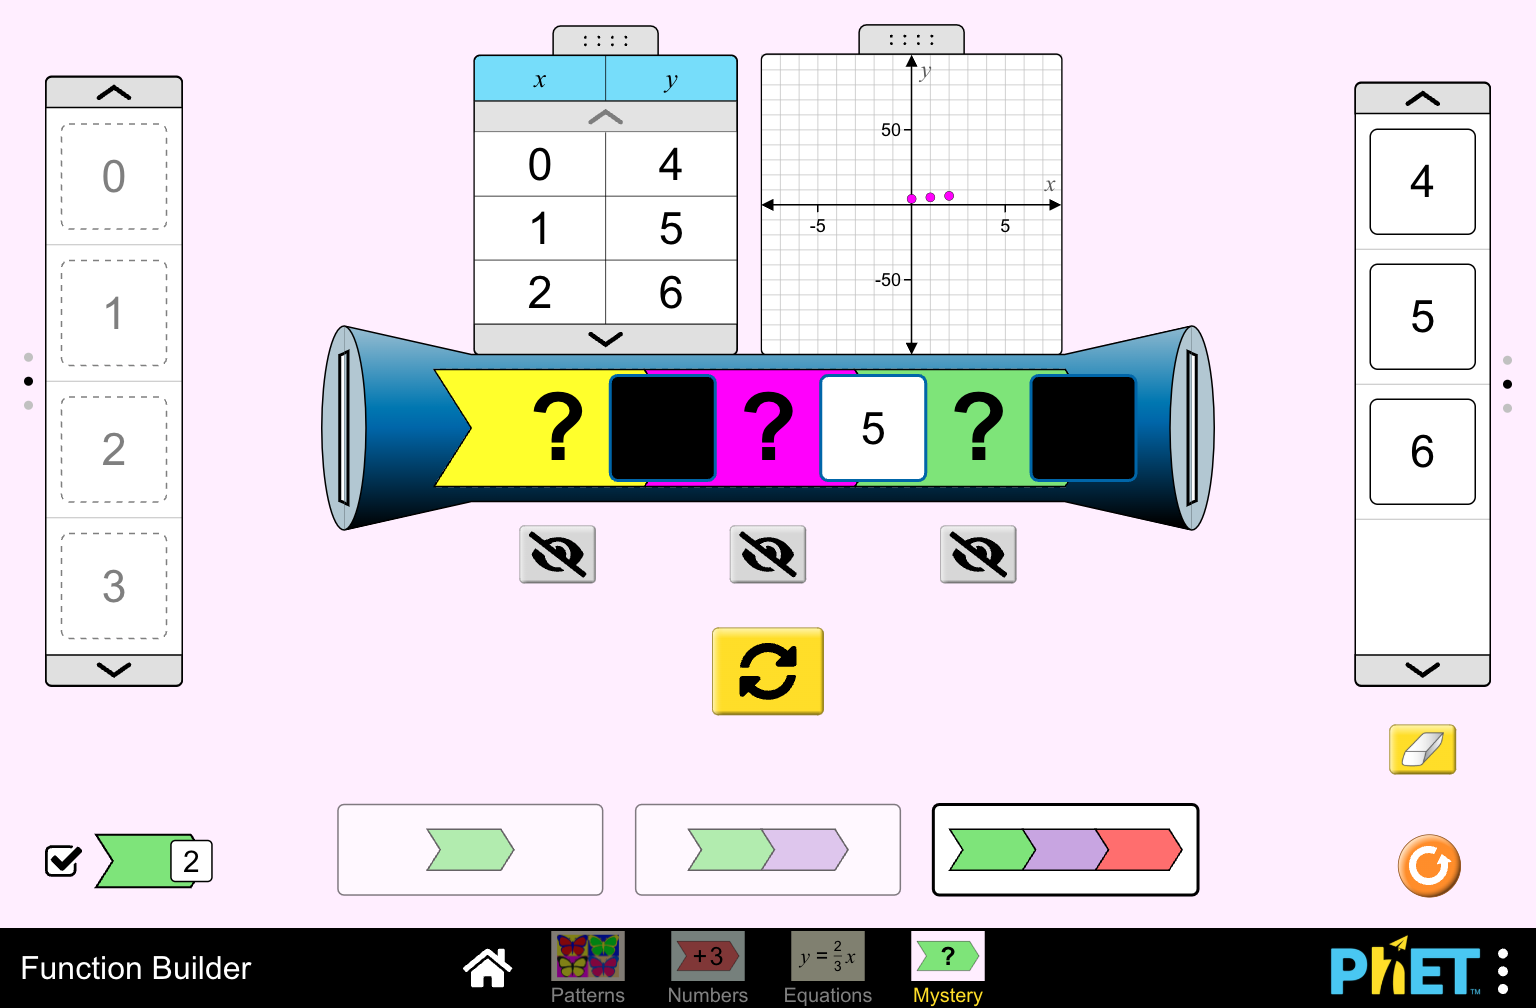 x y
0 4
1 5
2 6
y
50
x
-5 5
-50
0
1
2
3
4
5
6
? ? 5 ?
2
Function Builder
+3
y = 2/3 x
?
Patterns Numbers Equations Mystery
PhET™